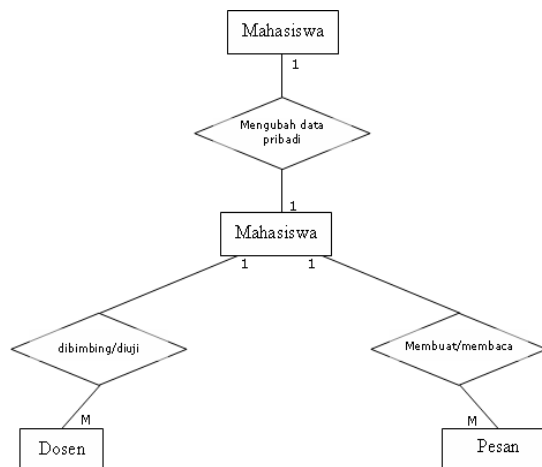 Mahasiswa
1
Mengubah data
pribadi
1
Mahasiswa
1
1
dibimbing/diuji
Membuat/membaca
M
M
Dosen
Pesan